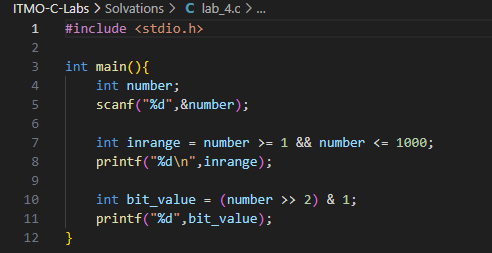 ITMO-C-Labs > Solvations > C lab_4.c > ...
1 #include <stdio.h>
2
3 int main(){
4     int number;
5     scanf("%d",&number);
6
7     int inrange = number >= 1 && number <= 1000;
8     printf("%d\n",inrange);
9
10     int bit_value = (number >> 2) & 1;
11     printf("%d",bit_value);
12 }